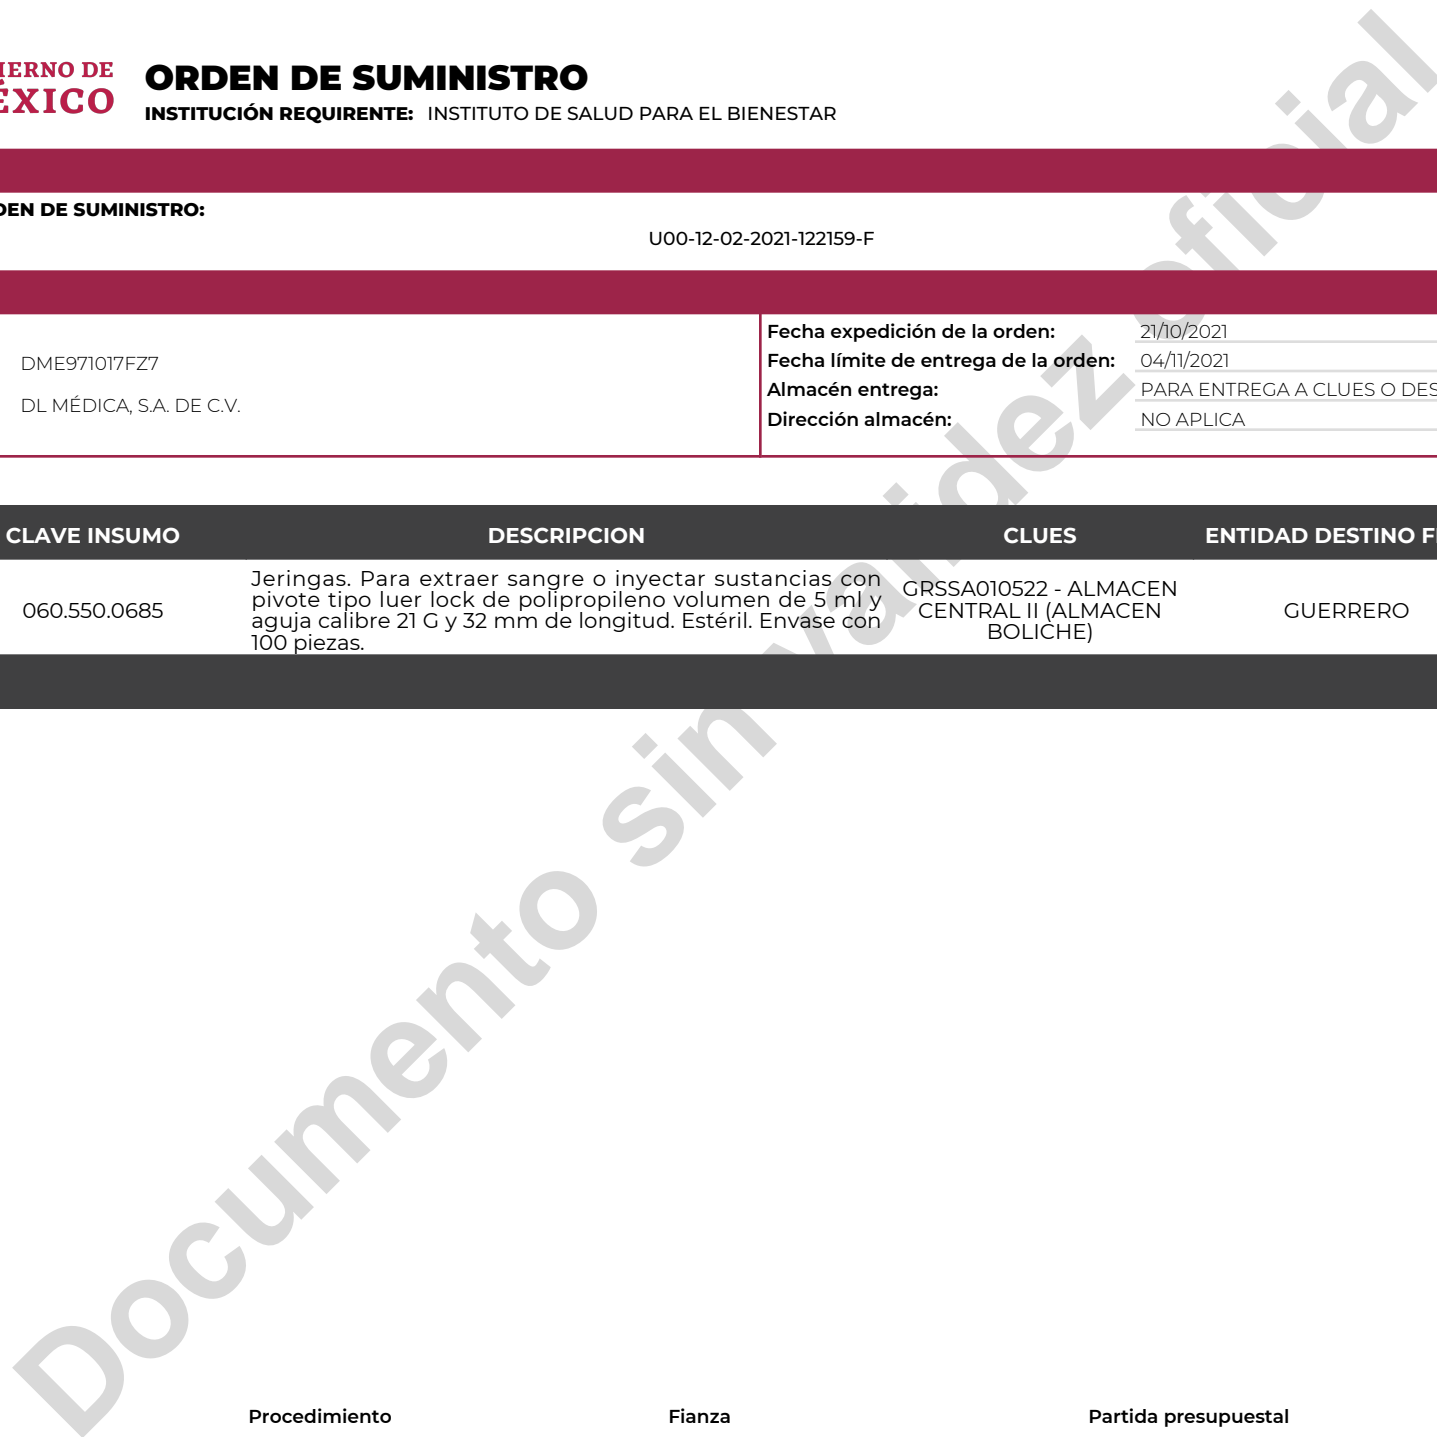 IERNO DE
ÉXICO
ORDEN DE SUMINISTRO
INSTITUCIÓN REQUIRENTE: INSTITUTO DE SALUD PARA EL BIENESTAR
DEN DE SUMINISTRO:
U00-12-02-2021-122159-F
DME971017FZ7
DL MÉDICA, S.A. DE C.V.
Fecha expedición de la orden: 21/10/2021
Fecha límite de entrega de la orden: 04/11/2021
Almacén entrega: PARA ENTREGA A CLUES O DES
Dirección almacén: NO APLICA
CLAVE INSUMO DESCRIPCION CLUES ENTIDAD DESTINO F
060.550.0685
Jeringas. Para extraer sangre o inyectar sustancias con
pivote tipo luer lock de polipropileno volumen de 5 ml y
aguja calibre 21 G y 32 mm de longitud. Estéril. Envase con
100 piezas.
GRSSA010522 - ALMACEN
CENTRAL II (ALMACEN
BOLICHE)
GUERRERO
Documento sin validez oficial
Procedimiento Fianza Partida presupuestal